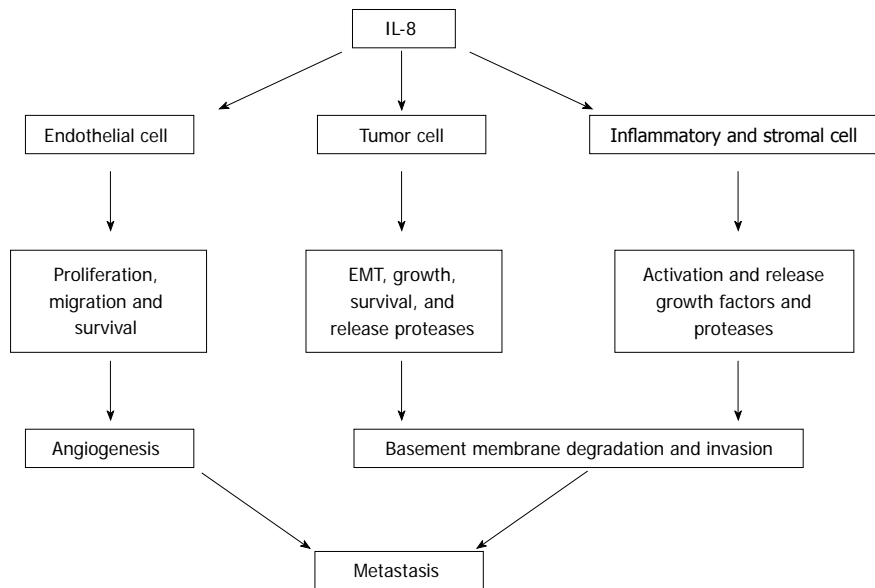 IL-8
Endothelial cell
Tumor cell
Inflammatory and stromal cell
Proliferation,
migration and
survival
EMT, growth,
survival, and
release proteases
Activation and release
growth factors and
proteases
Angiogenesis
Basement membrane degradation and invasion
Metastasis